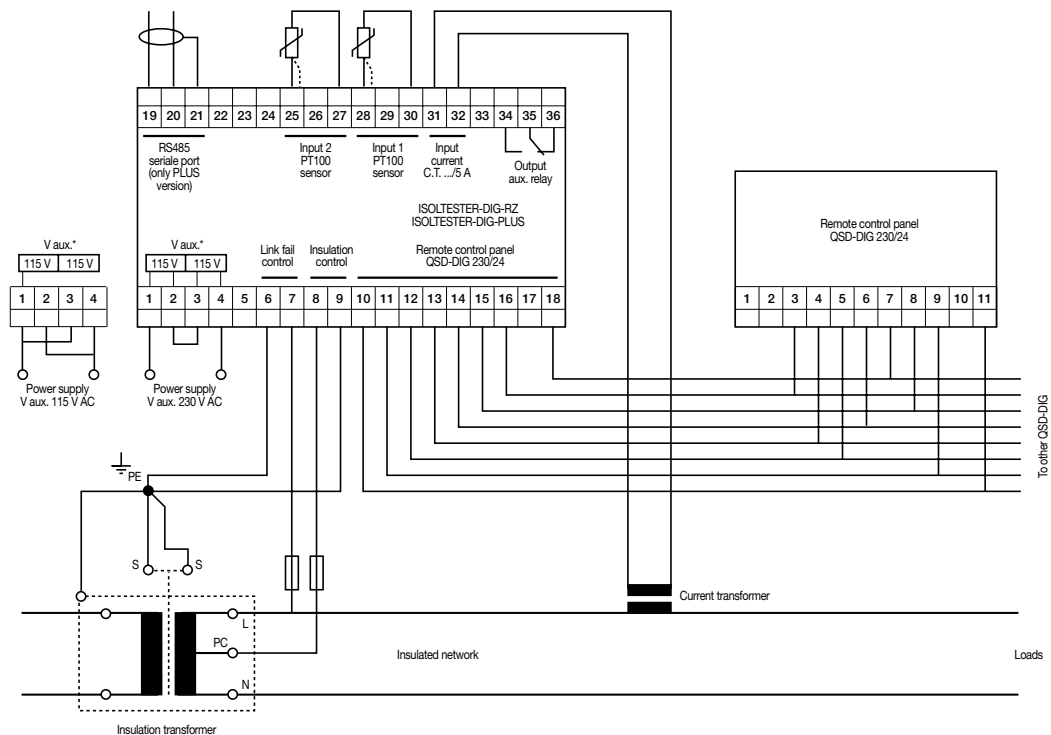 19 20 21 22 23 24 25 26 27 28 29 30 31 32 33 34 35 36
RS485
seriale port
(only PLUS
version)
Input 2
PT100
sensor
Input 1
PT100
sensor
Input
current
C.T. .../5 A
Output
aux. relay
ISOLTESTER-DIG-RZ
ISOLTESTER-DIG-PLUS
Remote control panel
QSD-DIG 230/24
V aux.*
115 V 115 V
V aux.*
115 V 115 V
Link fail
control
Insulation
control
Remote control panel
QSD-DIG 230/24
1 2 3 4
1 2 3 4 5 6 7 8 9 10 11 12 13 14 15 16 17 18
1 2 3 4 5 6 7 8 9 10 11
Power supply
V aux. 115 V AC
Power supply
V aux. 230 V AC
To other QSD-DIG
PE
S S
L
PC
N
Current transformer
Insulated network
Loads
Insulation transformer